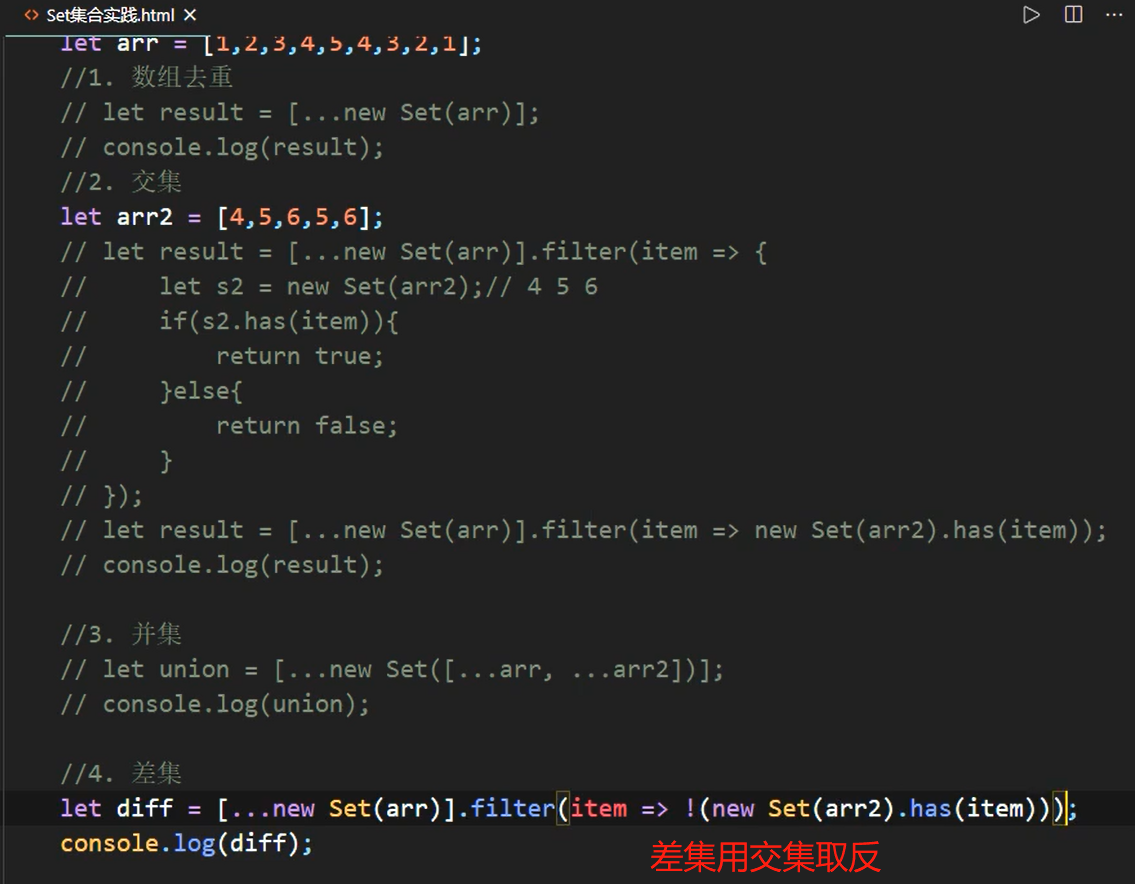 Set集合实践.html
let arr = [1,2,3,4,5,4,3,2,1];
//1. 数组去重
// let result = [...new Set(arr)];
// console.log(result);
//2. 交集
let arr2 = [4,5,6,5,6];
// let result = [...new Set(arr)].filter(item => {
//     let s2 = new Set(arr2);// 4 5 6
//     if(s2.has(item)){
//         return true;
//     }else{
//         return false;
//     }
// });
// let result = [...new Set(arr)].filter(item => new Set(arr2).has(item));
// console.log(result);
//3. 并集
// let union = [...new Set([...arr, ...arr2])];
// console.log(union);
//4. 差集
let diff = [...new Set(arr)].filter(item => !(new Set(arr2).has(item)));
console.log(diff);
差集用交集取反